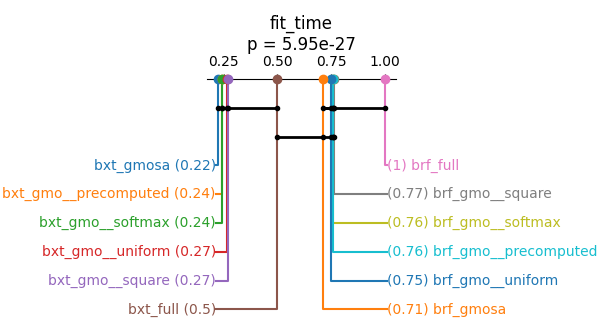 fit_time
p = 5.95e-27
0.25 0.50 0.75 1.00
bxt_gmosa (0.22) (1) brf_full
bxt_gmo__precomputed (0.24) (0.77) brf_gmo__square
bxt_gmo__softmax (0.24) (0.76) brf_gmo__softmax
bxt_gmo__uniform (0.27) (0.76) brf_gmo__precomputed
bxt_gmo__square (0.27) (0.75) brf_gmo__uniform
bxt_full (0.5) (0.71) brf_gmosa